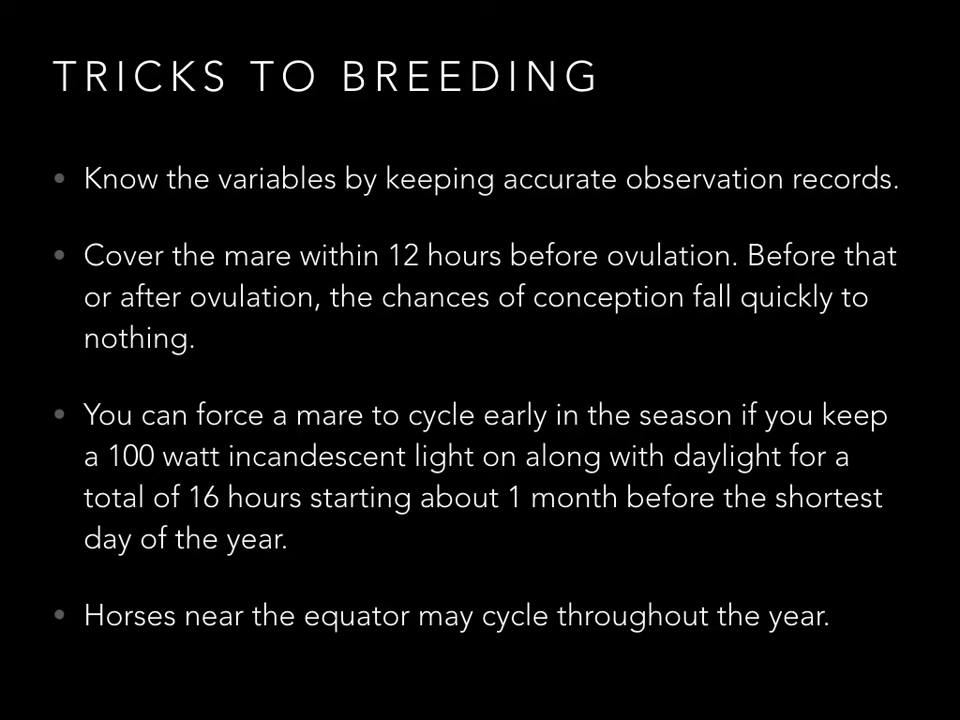 TRICKS TO BREEDING
• Know the variables by keeping accurate observation records.
• Cover the mare within 12 hours before ovulation. Before that
or after ovulation, the chances of conception fall quickly to
nothing.
• You can force a mare to cycle early in the season if you keep
a 100 watt incandescent light on along with daylight for a
total of 16 hours starting about 1 month before the shortest
day of the year.
• Horses near the equator may cycle throughout the year.